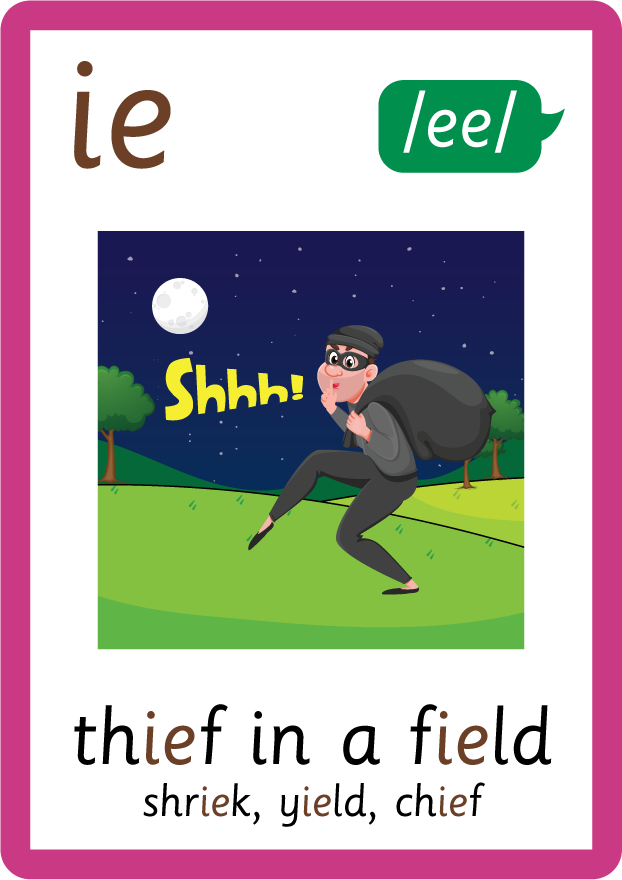 ie
/ee/
Shhh!
thief in a field
shriek, yield, chief